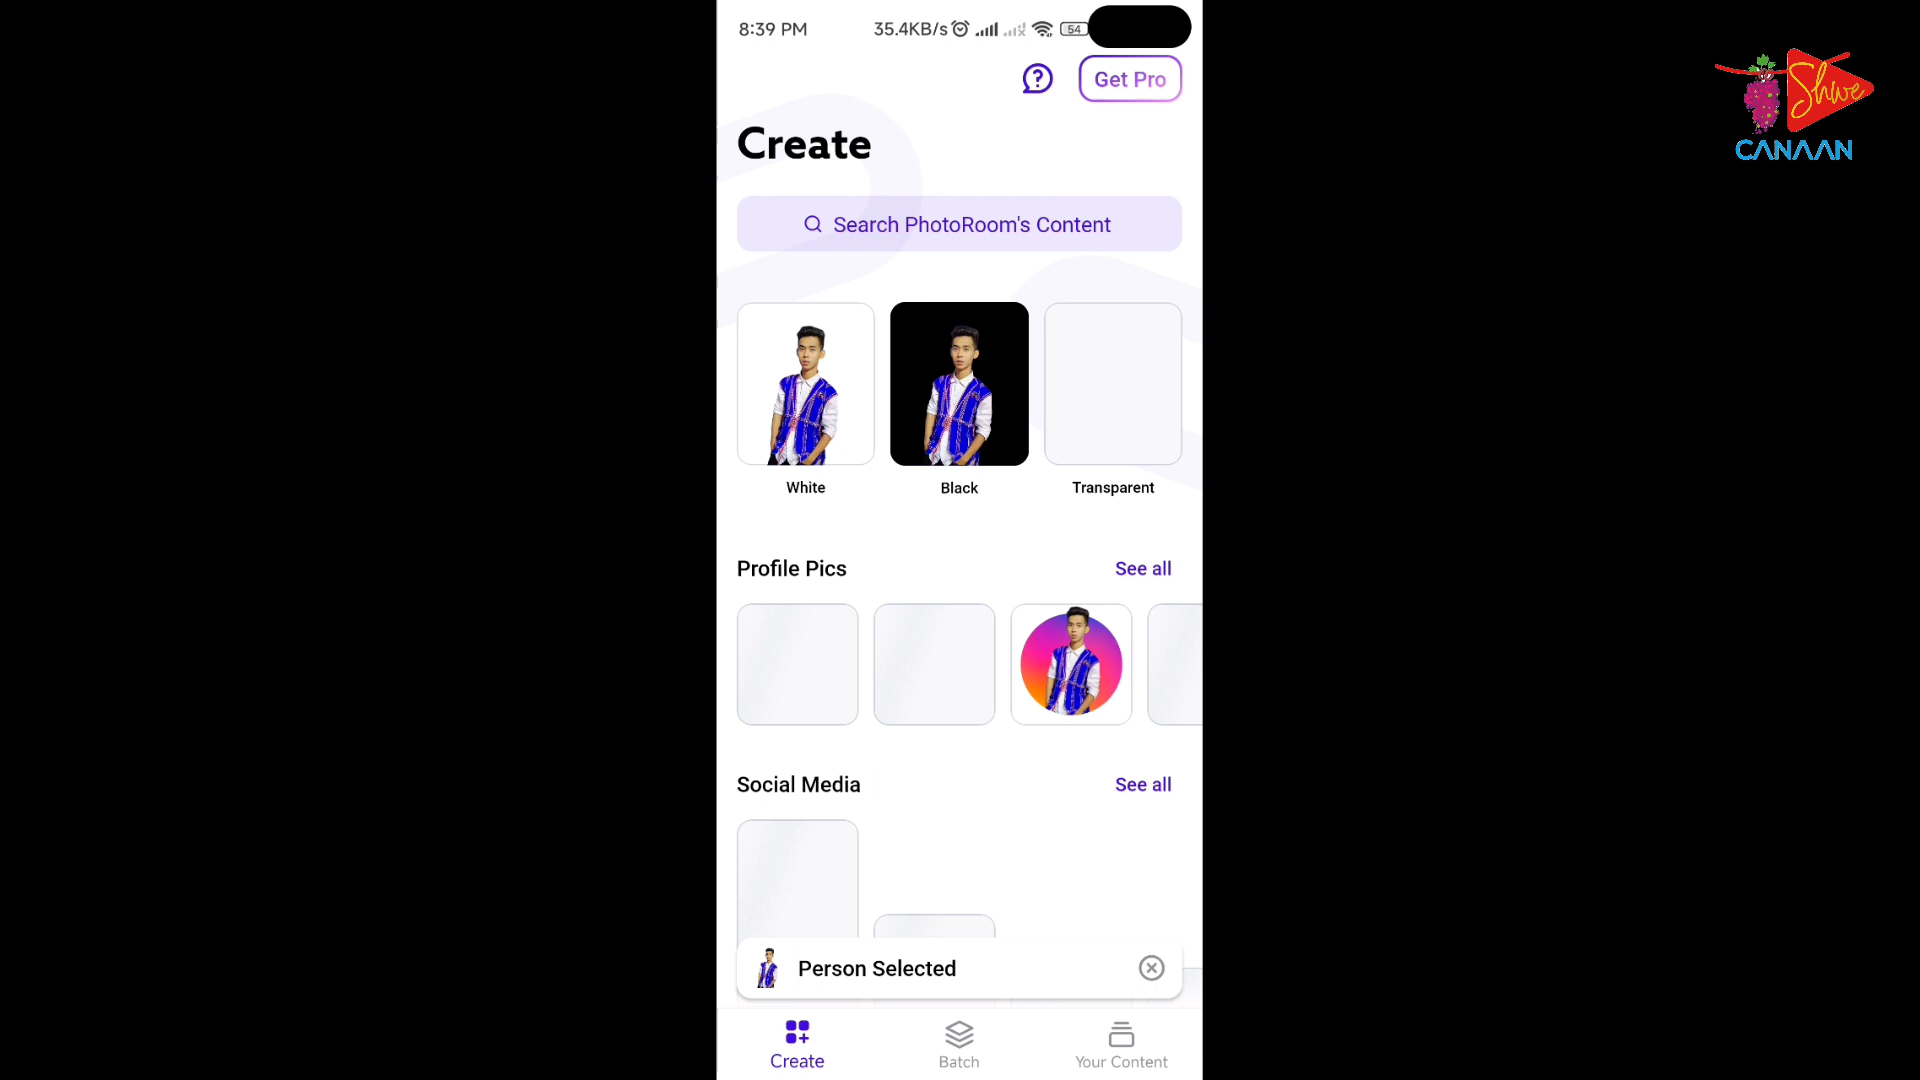 8:39 PM
35.4KB/s
54
Get Pro
Create
Search PhotoRoom's Content
White
Black
Transparent
Profile Pics
See all
Social Media
See all
Person Selected
Create
Batch
Your Content
Shwe
CANAAN